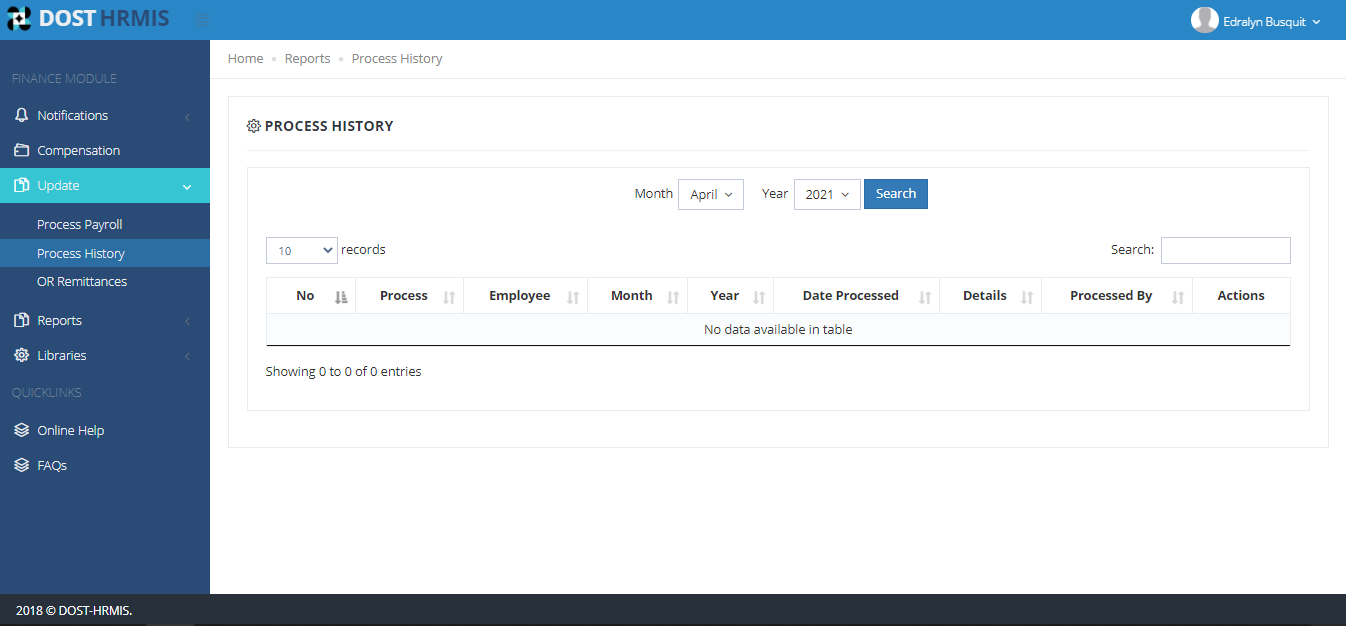 DOST HRMIS
Edralyn Busquit
FINANCE MODULE
Notifications
Compensation
Update
Process Payroll
Process History
OR Remittances
Reports
Libraries
QUICKLINKS
Online Help
FAQs
Home Reports Process History
PROCESS HISTORY
Month April Year 2021 Search
10 records Search:
No Process Employee Month Year Date Processed Details Processed By Actions
No data available in table
Showing 0 to 0 of 0 entries
2018 © DOST-HRMIS.